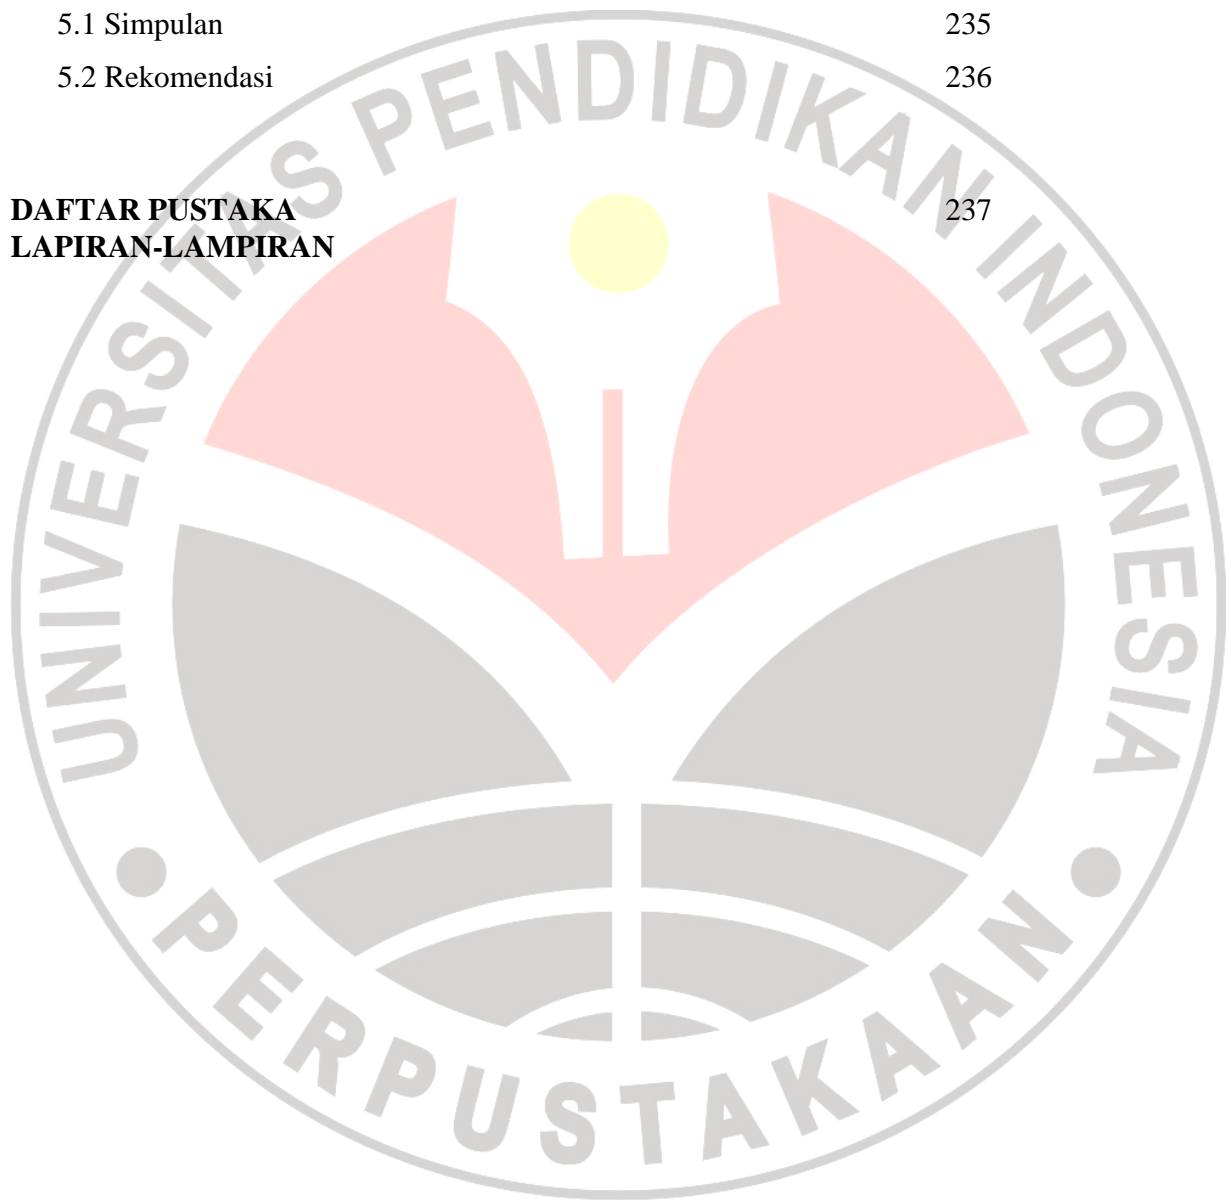 5.1 Simpulan 235
5.2 Rekomendasi 236
DAFTAR PUSTAKA 237
LAPIRAN-LAMPIRAN
UNIVERSITAS PENDIDIKAN INDONESIA
PERPUSTAKAAN